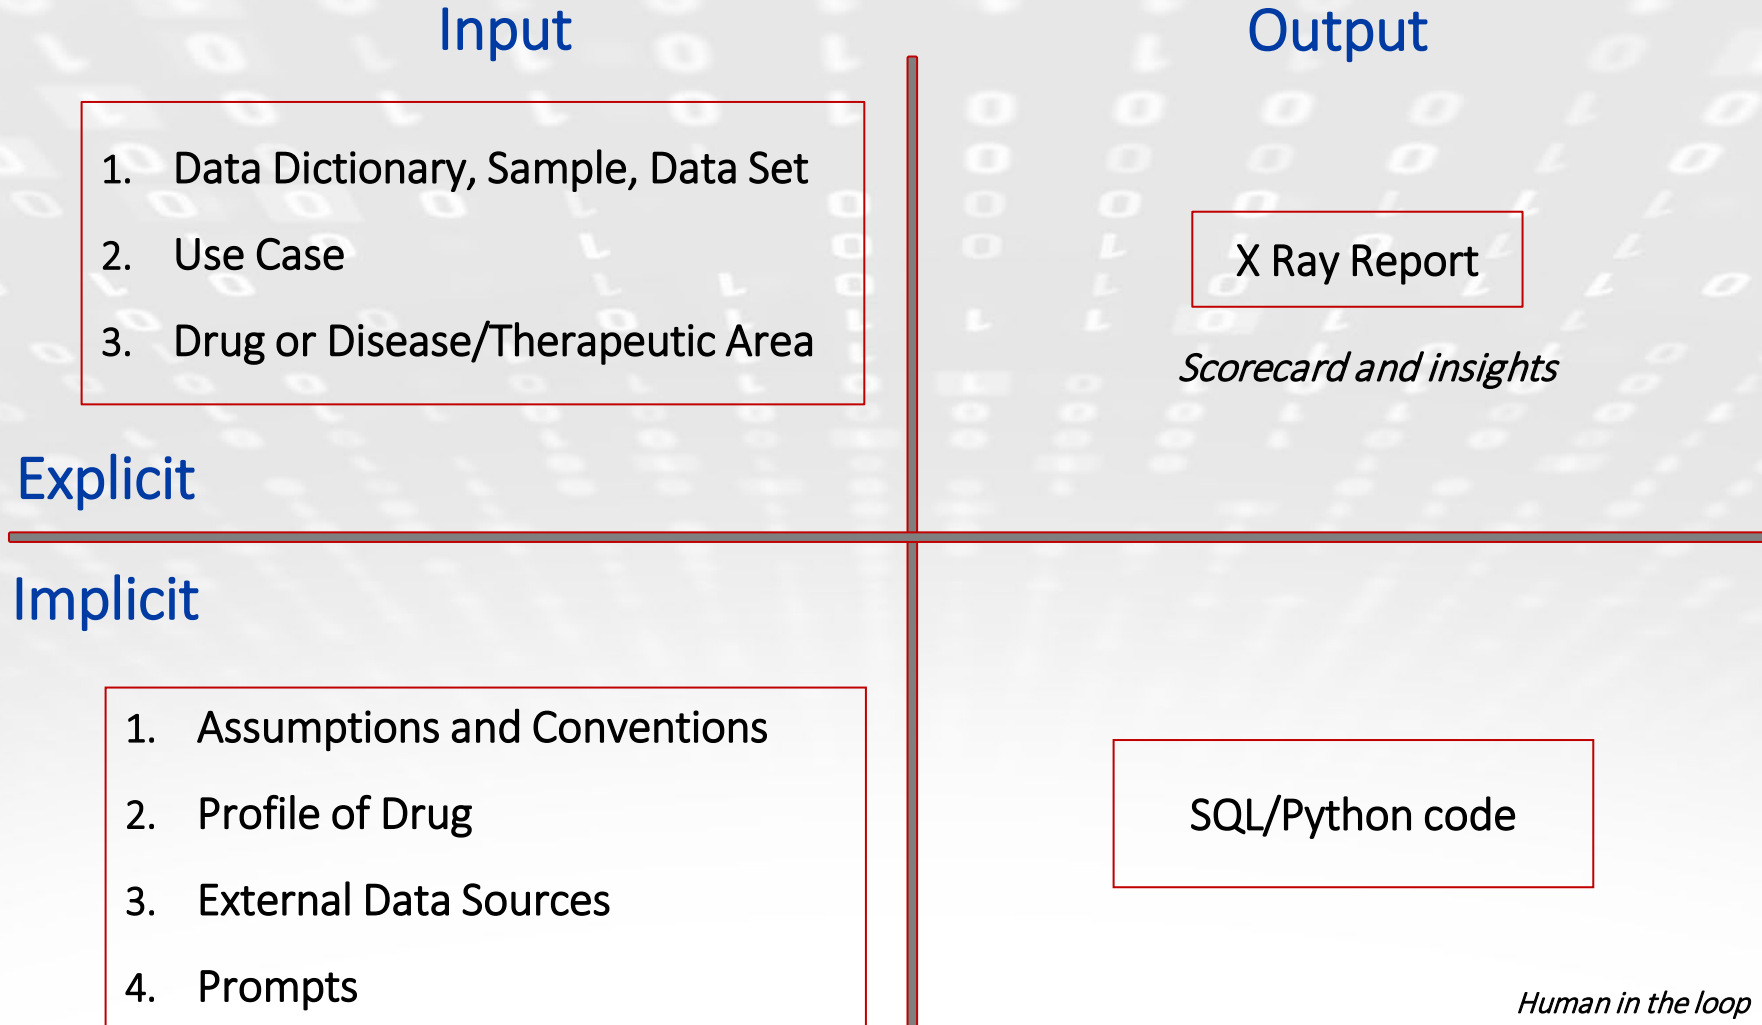 Input
Output
1. Data Dictionary, Sample, Data Set
2. Use Case
3. Drug or Disease/Therapeutic Area
X Ray Report
Scorecard and insights
Explicit
Implicit
1. Assumptions and Conventions
2. Profile of Drug
3. External Data Sources
4. Prompts
SQL/Python code
Human in the loop